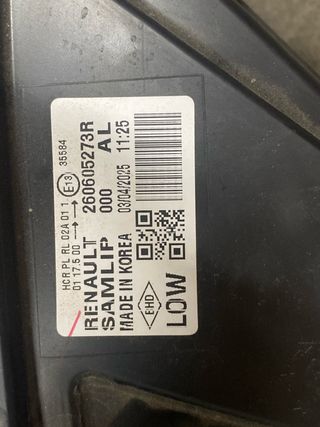 HCR PL RL 02A 01 1 E13 35584
01 17.5 00
RENAULT 260605273R
SAMLIP 000 AL
MADE IN KOREA 03/04/2025 11:25
EHD
LOW